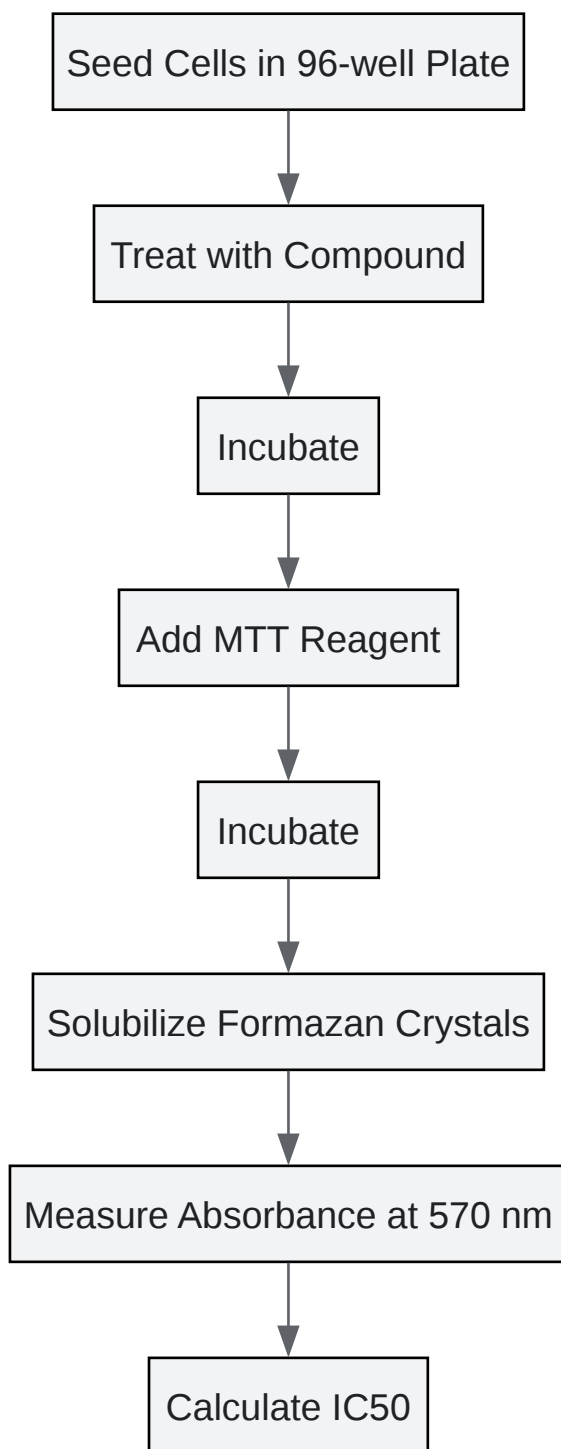 Seed Cells in 96-well Plate
Treat with Compound
Incubate
Add MTT Reagent
Incubate
Solubilize Formazan Crystals
Measure Absorbance at 570 nm
Calculate IC50